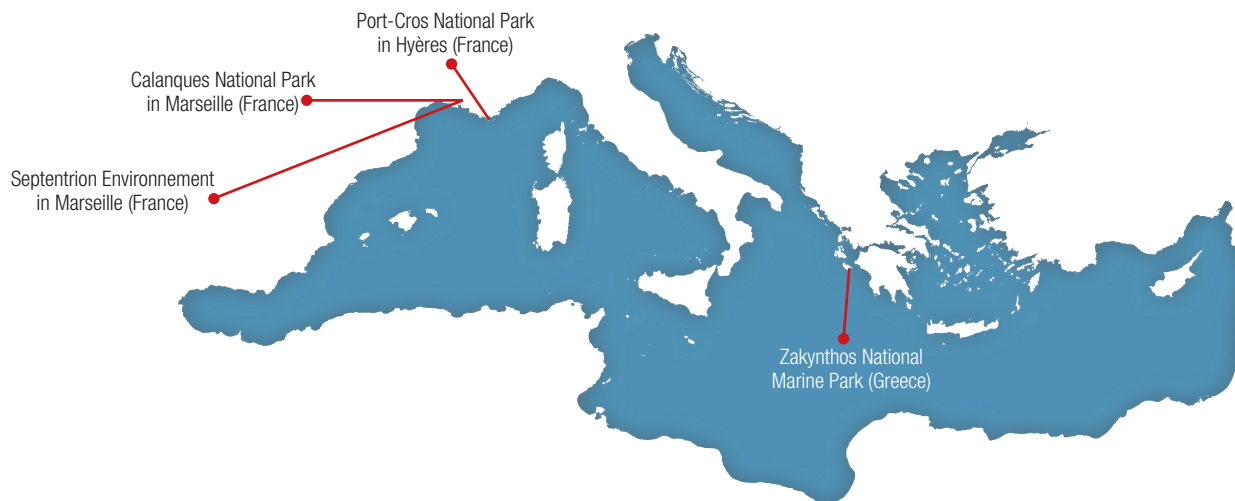 Port-Cros National Park
in Hyères (France)
Calanques National Park
in Marseille (France)
Septentrion Environnement
in Marseille (France)
Zakynthos National
Marine Park (Greece)